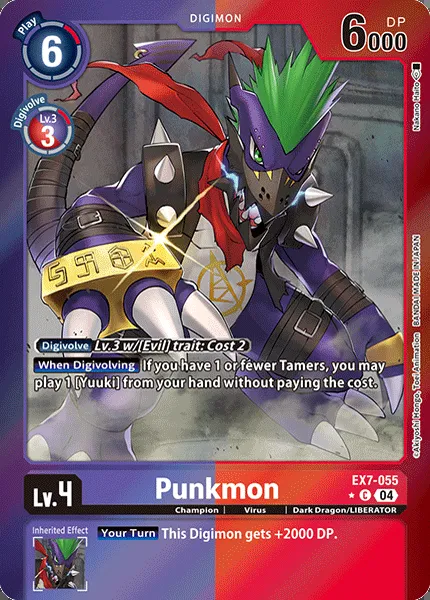 DIGIMON
Play
6
DP
6000
Digivolve
Lv.3
3
Nakano Haito
Digivolve Lv.3 w/[Evil] trait: Cost 2
When Digivolving If you have 1 or fewer Tamers, you may
play 1 [Yuuki] from your hand without paying the cost.
©Akiyoshi Hongo, Toei Animation BANDAI MADE IN JAPAN
Lv.4
Punkmon
EX7-055
C 04
Champion Virus Dark Dragon/LIBERATOR
Inherited Effect
Your Turn This Digimon gets +2000 DP.